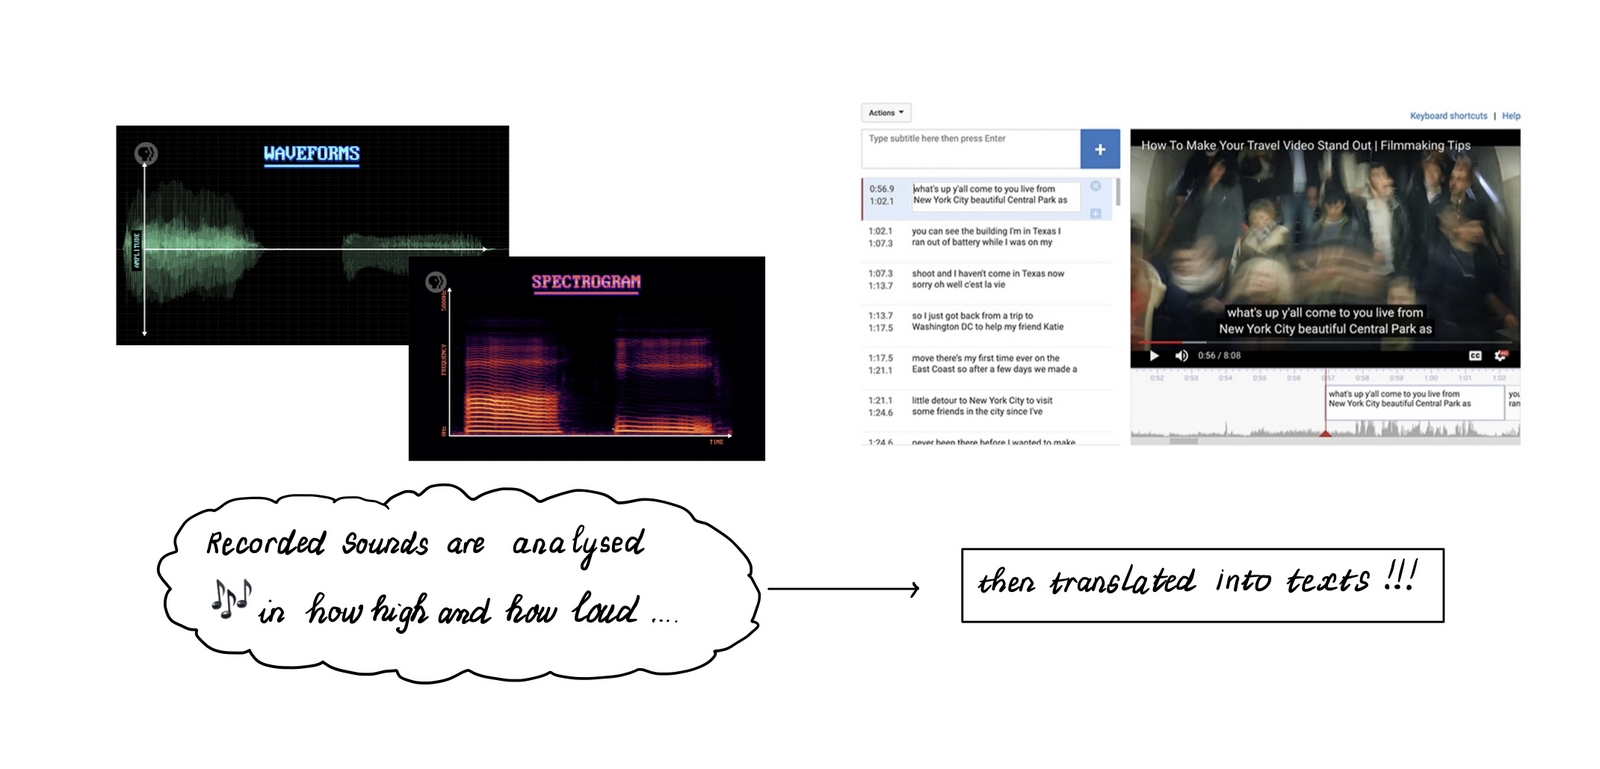 WAVEFORMS
AMPLITUDE
SPECTROGRAM
5000Hz
FREQUENCY
0Hz
TIME
Recorded sounds are analysed
in how high and how loud ....
Actions
Type subtitle here then press Enter
+
0:56.9 what's up y'all come to you live from
1:02.1 New York City beautiful Central Park as
1:02.1 you can see the building I'm in Texas I
1:07.3 ran out of battery while I was on my
1:07.3 shoot and I haven't come in Texas now
1:13.7 sorry oh well c'est la vie
1:13.7 so I just got back from a trip to
1:17.5 Washington DC to help my friend Katie
1:17.5 move there's my first time ever on the
1:21.1 East Coast so after a few days we made a
1:21.1 little detour to New York City to visit
1:24.6 some friends in the city since I've
1:24.6 never been there before I wanted to make
Keyboard shortcuts | Help
How To Make Your Travel Video Stand Out | Filmmaking Tips
what's up y'all come to you live from
New York City beautiful Central Park as
0:56 / 8:08
CC
0:52 0:53 0:54 0:55 0:56 0:57 0:58 0:59 1:00 1:01 1:02
what's up y'all come to you live from
New York City beautiful Central Park as
you
ran
then translated into texts !!!